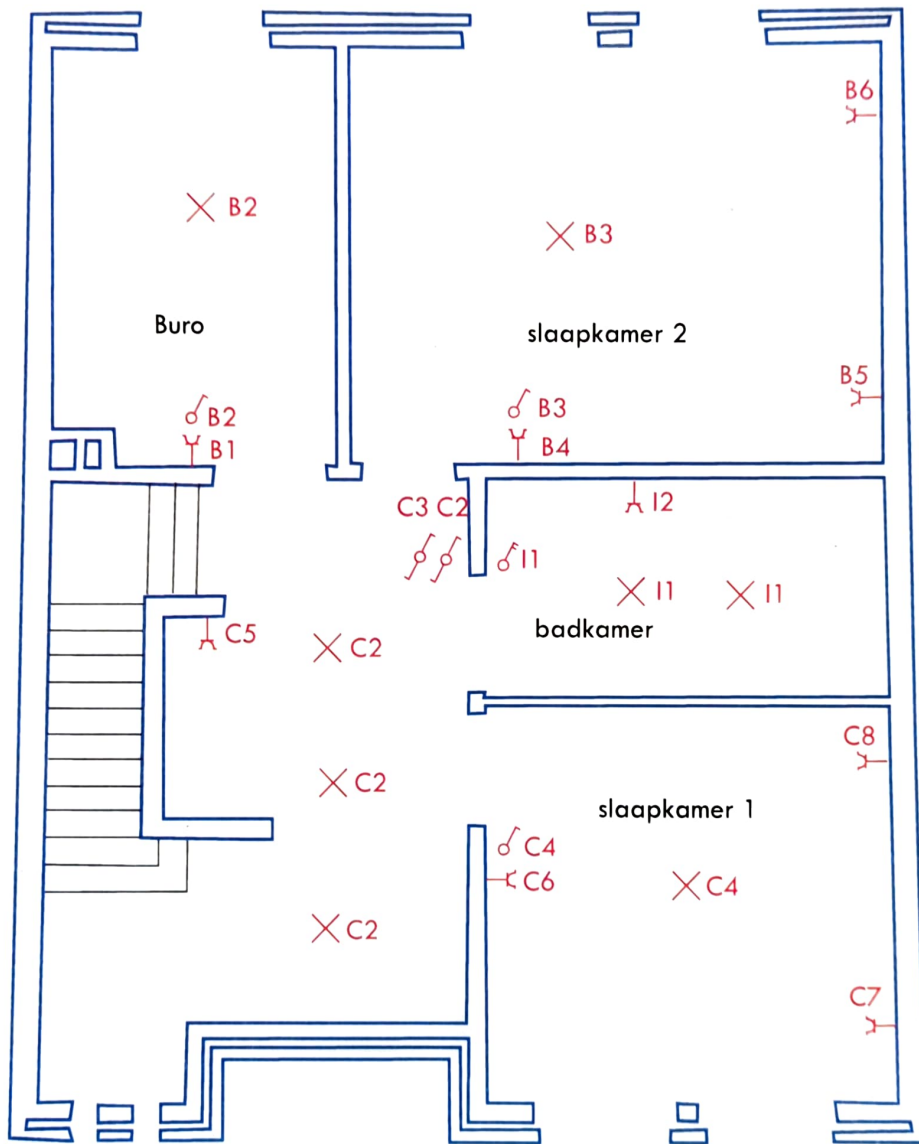 B6
B2
B3
Buro
slaapkamer 2
B5
B2
B3
B1
B4
C3 C2
I2
I1
I1
I1
badkamer
C5
C2
C8
C2
slaapkamer 1
C4
C6
C4
C2
C7